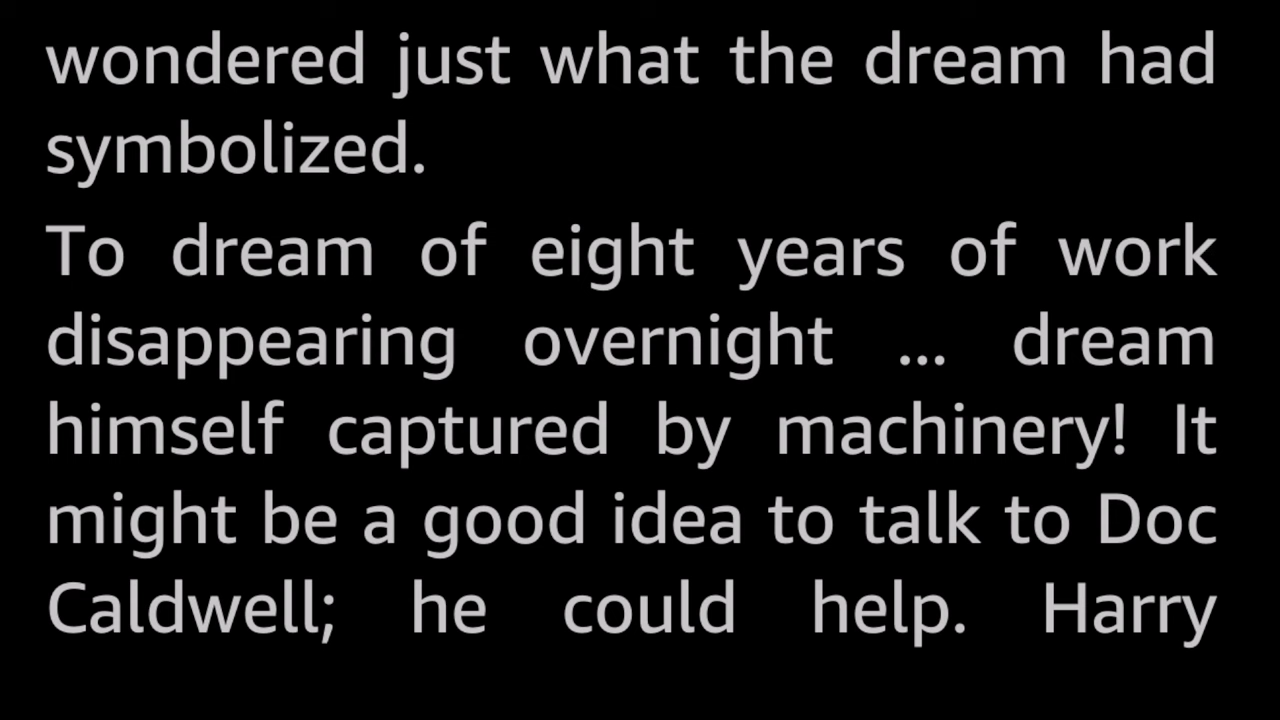 wondered just what the dream had
symbolized.
To dream of eight years of work
disappearing overnight ... dream
himself captured by machinery! It
might be a good idea to talk to Doc
Caldwell; he could help. Harry